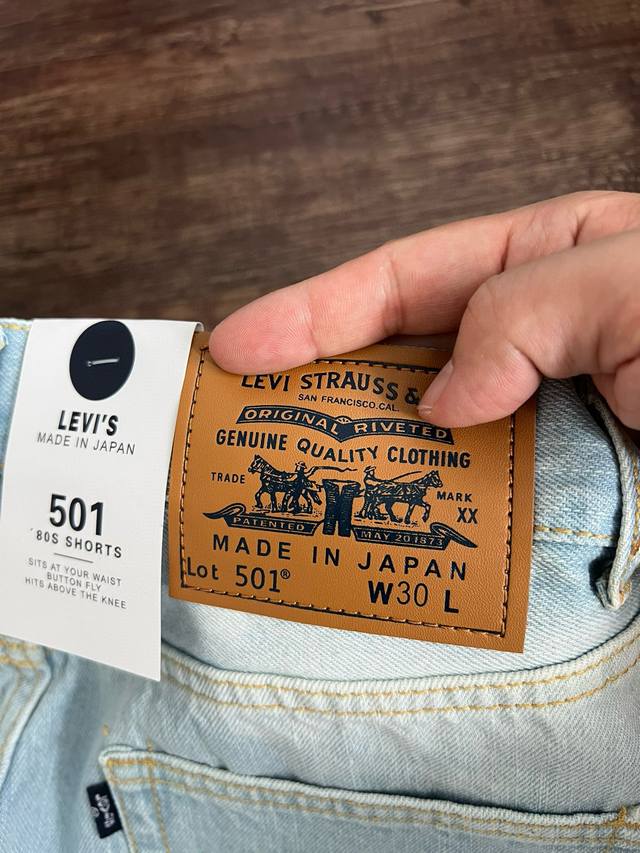 LEVI'S
MADE IN JAPAN
501
'80S SHORTS
SITS AT YOUR WAIST
BUTTON FLY
HITS ABOVE THE KNEE
LEVI STRAUSS &
SAN FRANCISCO.CAL.
ORIGINAL RIVETED
GENUINE QUALITY CLOTHING
TRADE MARK
XX
PATENTED MAY 20 1873
MADE IN JAPAN
Lot 501® W30 L